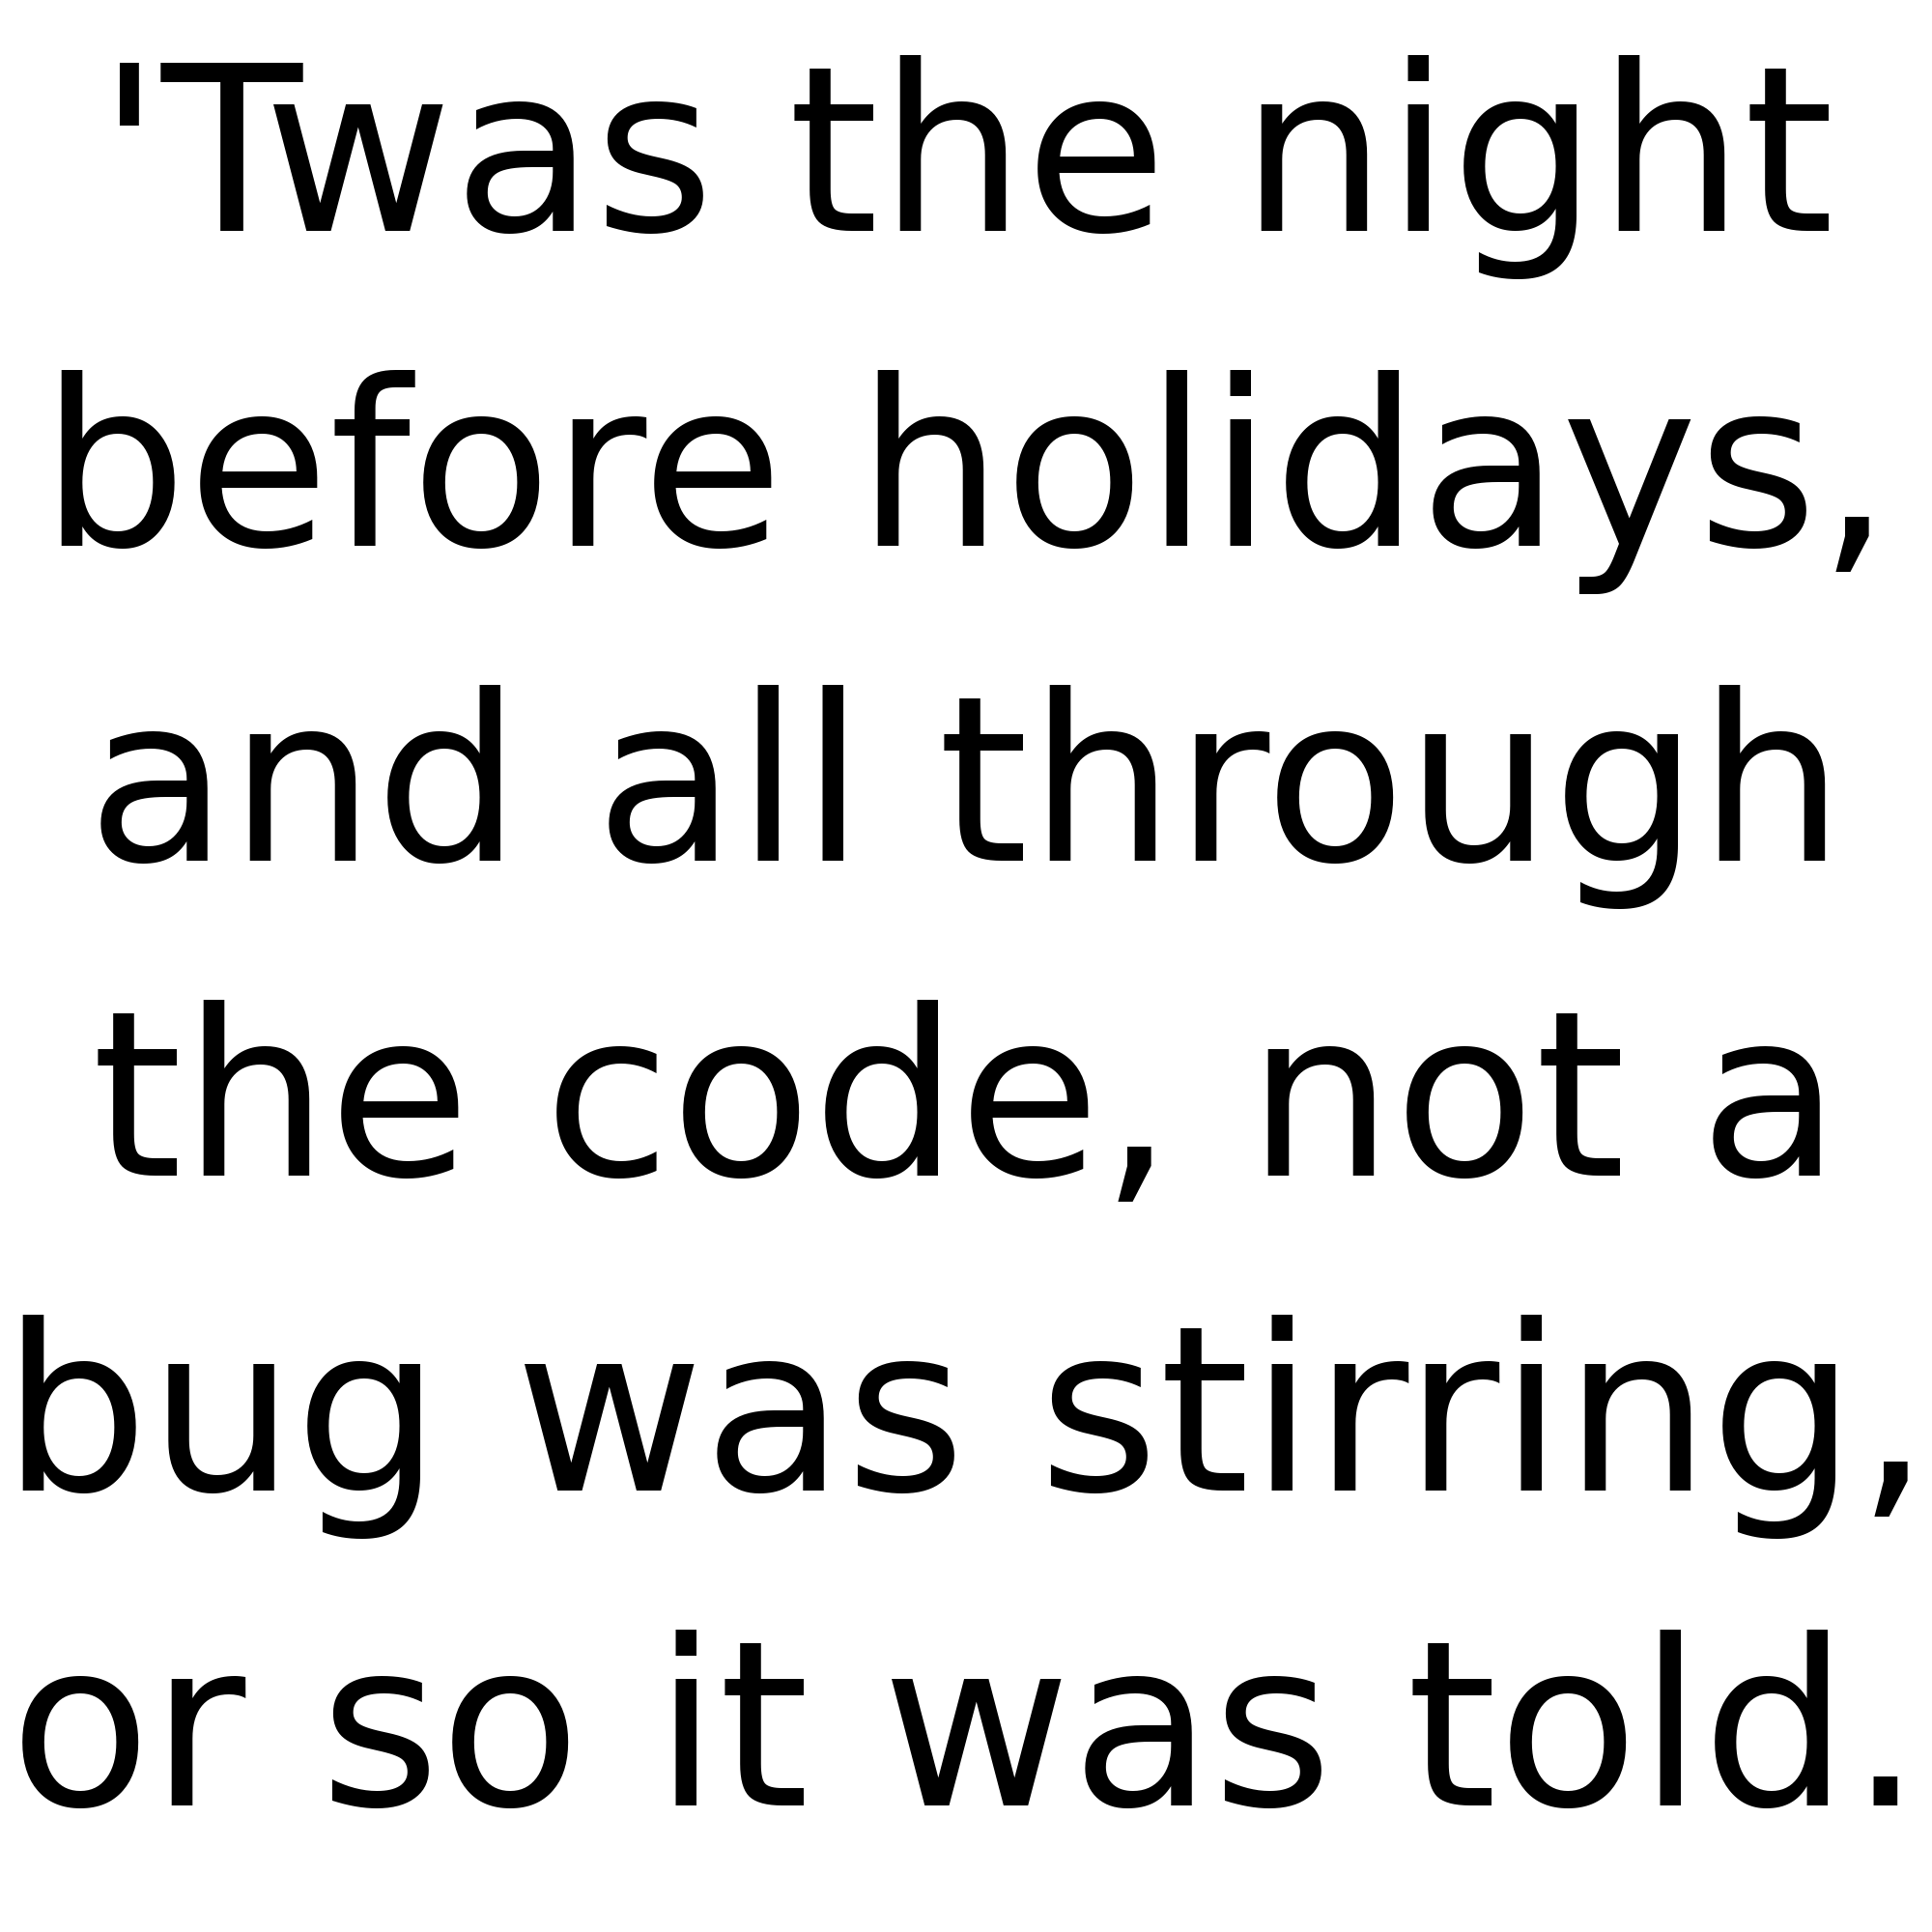 'Twas the night
before holidays,
and all through
the code, not a
bug was stirring,
or so it was told.